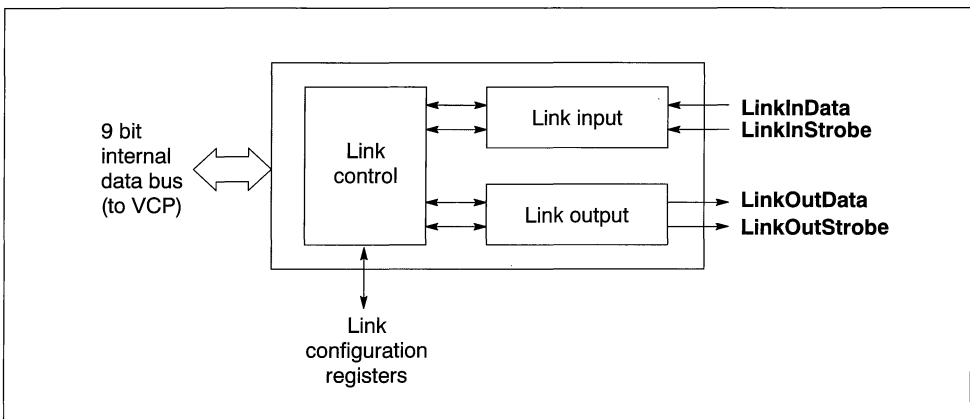 9 bit
internal
data bus
(to VCP)
Link
control
Link input
Link output
LinkInData
LinkInStrobe
LinkOutData
LinkOutStrobe
Link
configuration
registers